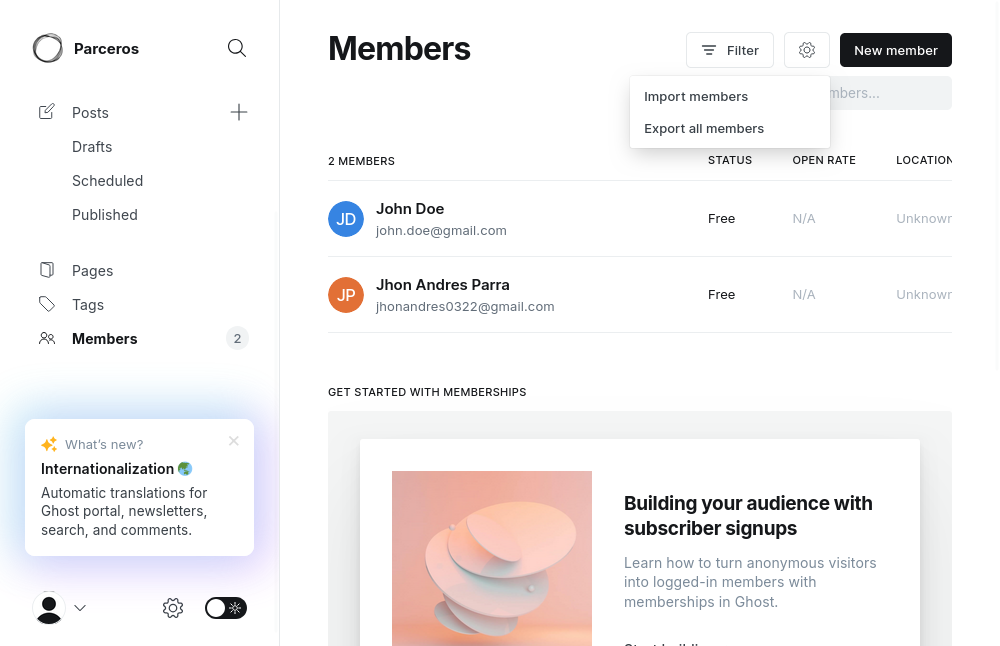 Parceros
Posts
Drafts
Scheduled
Published
Pages
Tags
Members
2
What's new?
Internationalization
Automatic translations for
Ghost portal, newsletters,
search, and comments.
Members
Filter
New member
Import members
Export all members
2 MEMBERS
STATUS
OPEN RATE
LOCATION
JD
John Doe
john.doe@gmail.com
Free
N/A
Unknown
JP
Jhon Andres Parra
jhonandres0322@gmail.com
Free
N/A
Unknown
GET STARTED WITH MEMBERSHIPS
Building your audience with
subscriber signups
Learn how to turn anonymous visitors
into logged-in members with
memberships in Ghost.